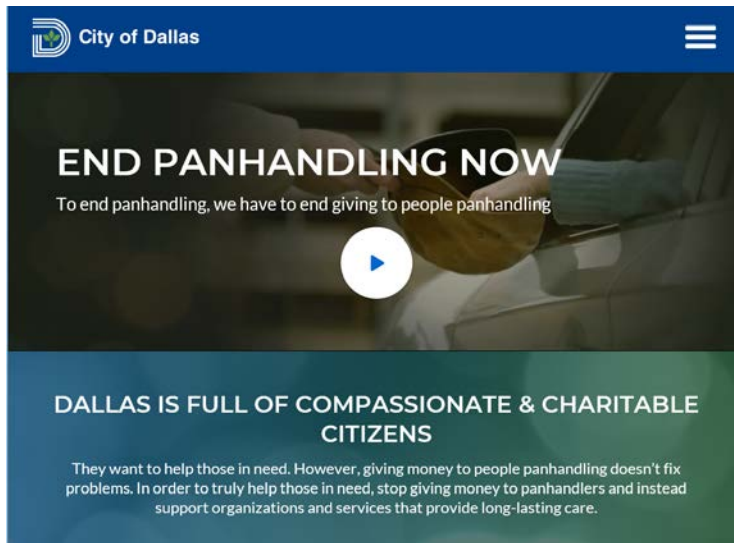 City of Dallas
END PANHANDLING NOW
To end panhandling, we have to end giving to people panhandling
DALLAS IS FULL OF COMPASSIONATE & CHARITABLE
CITIZENS
They want to help those in need. However, giving money to people panhandling doesn't fix
problems. In order to truly help those in need, stop giving money to panhandlers and instead
support organizations and services that provide long-lasting care.